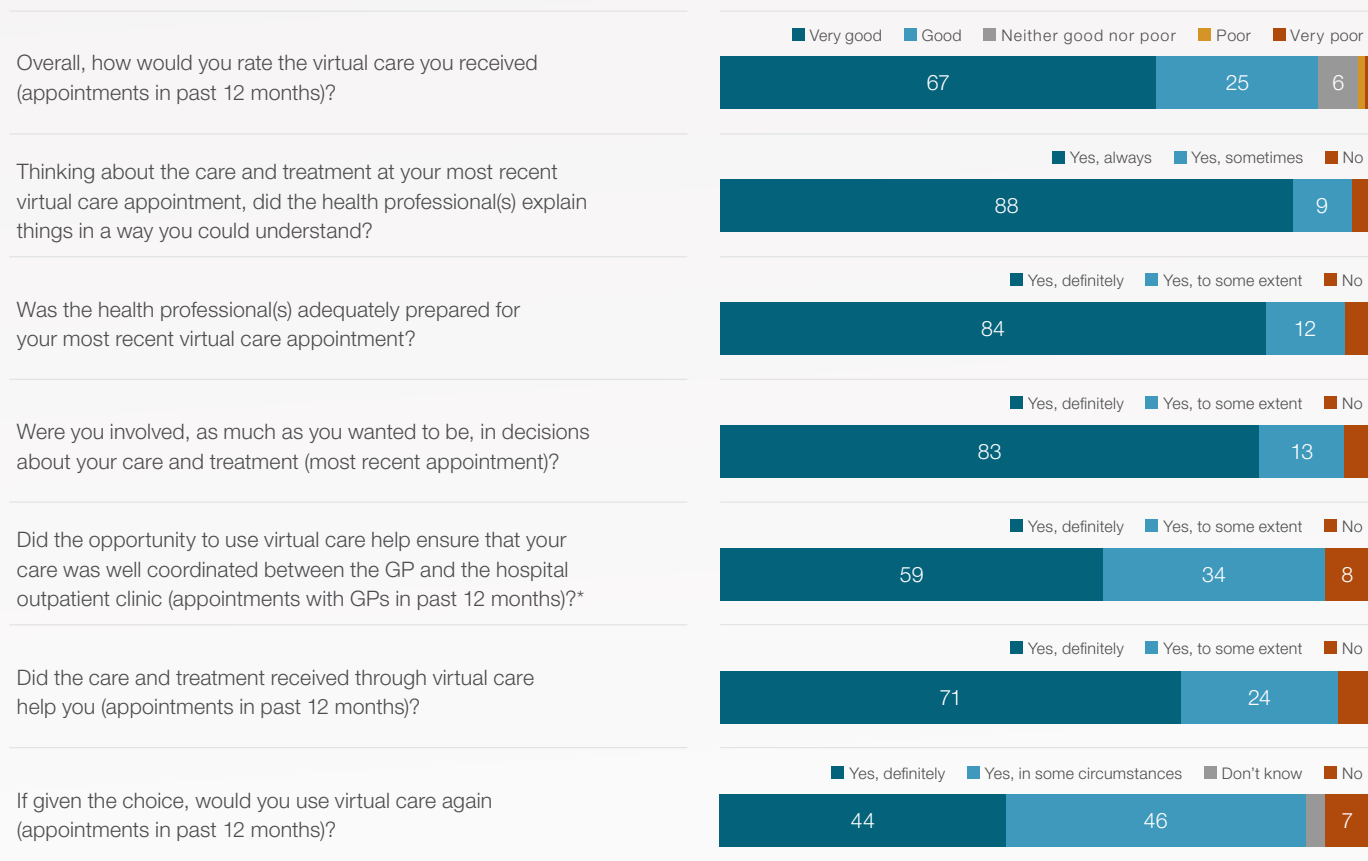 Very good Good Neither good nor poor Poor Very poor
Overall, how would you rate the virtual care you received
(appointments in past 12 months)?
67 25 6
Yes, always Yes, sometimes No
Thinking about the care and treatment at your most recent
virtual care appointment, did the health professional(s) explain
things in a way you could understand?
88 9
Yes, definitely Yes, to some extent No
Was the health professional(s) adequately prepared for
your most recent virtual care appointment?
84 12
Yes, definitely Yes, to some extent No
Were you involved, as much as you wanted to be, in decisions
about your care and treatment (most recent appointment)?
83 13
Yes, definitely Yes, to some extent No
Did the opportunity to use virtual care help ensure that your
care was well coordinated between the GP and the hospital
outpatient clinic (appointments with GPs in past 12 months)?*
59 34 8
Yes, definitely Yes, to some extent No
Did the care and treatment received through virtual care
help you (appointments in past 12 months)?
71 24
Yes, definitely Yes, in some circumstances Don't know No
If given the choice, would you use virtual care again
(appointments in past 12 months)?
44 46 7